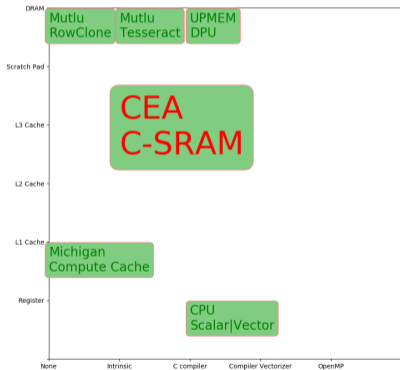 DRAM
Mutlu
RowClone
Mutlu
Tesseract
UPMEM
DPU
Scratch Pad
CEA
C-SRAM
L3 Cache
L2 Cache
L1 Cache
Michigan
Compute Cache
Register
CPU
Scalar|Vector
None
Intrinsic
C compiler
Compiler Vectorizer
OpenMP